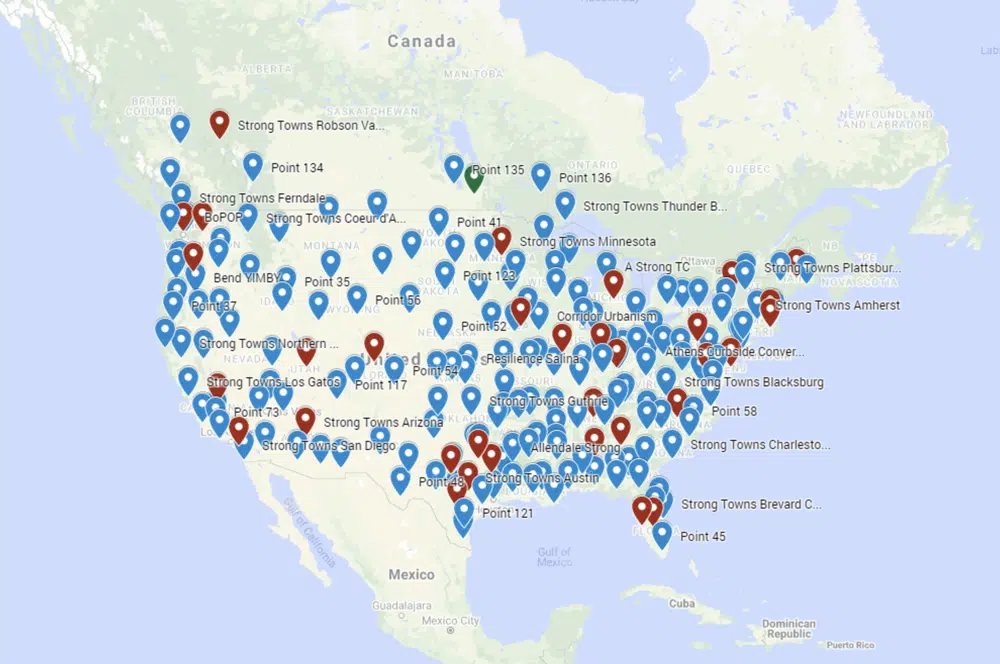 Canada
ALBERTA
MANITOBA
BRITISH
COLUMBIA
SASKATCHEWAN
NEWFOUNDLAND
AND LABRADOR
Strong Towns Robson Va...
Point 134
Point 135
Point 136
ONTARIO
QUEBEC
Strong Towns Ferndale
Strong Towns Thunder B...
BoPOP
Strong Towns Coeur d'A...
Point 41
Strong Towns Minnesota
MONTANA
Ottawa
NB
A Strong TC
Strong Towns Plattsbur...
NOVA SCOTIA
Bend YIMBY
Point 35
Point 123
Point 37
Point 56
WYOMING
Strong Towns Amherst
Corridor Urbanism
Point 52
Strong Towns Northern ...
NEVADA
UTAH
United
Resilience Salina
Athens Curbside Conver...
Point 54
Strong Towns Los Gatos
Point 117
Strong Towns Blacksburg
Strong Towns Guthrie
Point 73
Point 58
Strong Towns Arizona
Strong Towns San Diego
Allendale Strong
Strong Towns Charlesto...
Point 48
Strong Towns Austin
Point 121
Strong Towns Brevard C...
Point 45
Gulf of
California
Gulf of
Mexico
Mexico
Guadalajara
Mexico City
Cuba
Dominican
Republic
Puerto Rico